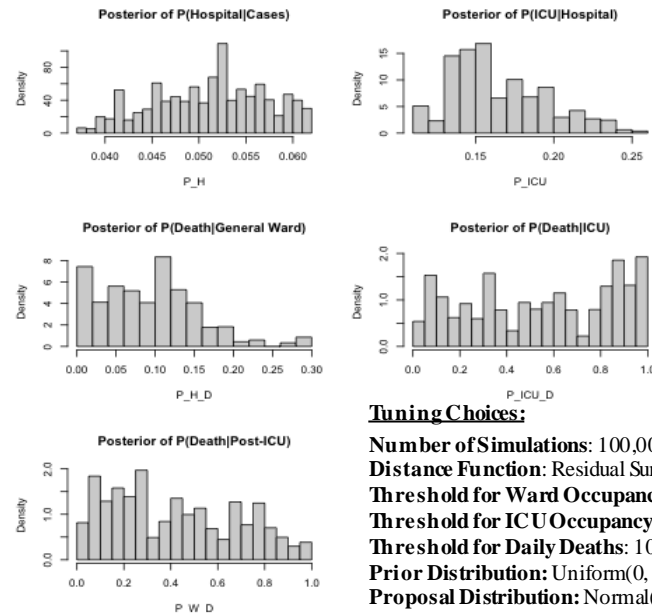 Posterior of P(Hospital|Cases)
Density
0 40 80
0.040 0.045 0.050 0.055 0.060
P_H
Posterior of P(ICU|Hospital)
Density
0 5 10 15
0.15 0.20 0.25
P_ICU
Posterior of P(Death|General Ward)
Density
0 2 4 6 8
0.00 0.05 0.10 0.15 0.20 0.25 0.30
P_H_D
Posterior of P(Death|ICU)
Density
0.0 1.0 2.0
0.0 0.2 0.4 0.6 0.8 1.0
P_ICU_D
Posterior of P(Death|Post-ICU)
Density
0.0 1.0 2.0
0.0 0.2 0.4 0.6 0.8 1.0
P_W_D
Tuning Choices:
Number of Simulations: 100,00
Distance Function: Residual Sum
Threshold for Ward Occupanc
Threshold for ICU Occupancy
Threshold for Daily Deaths: 10
Prior Distribution: Uniform(0,
Proposal Distribution: Normal(